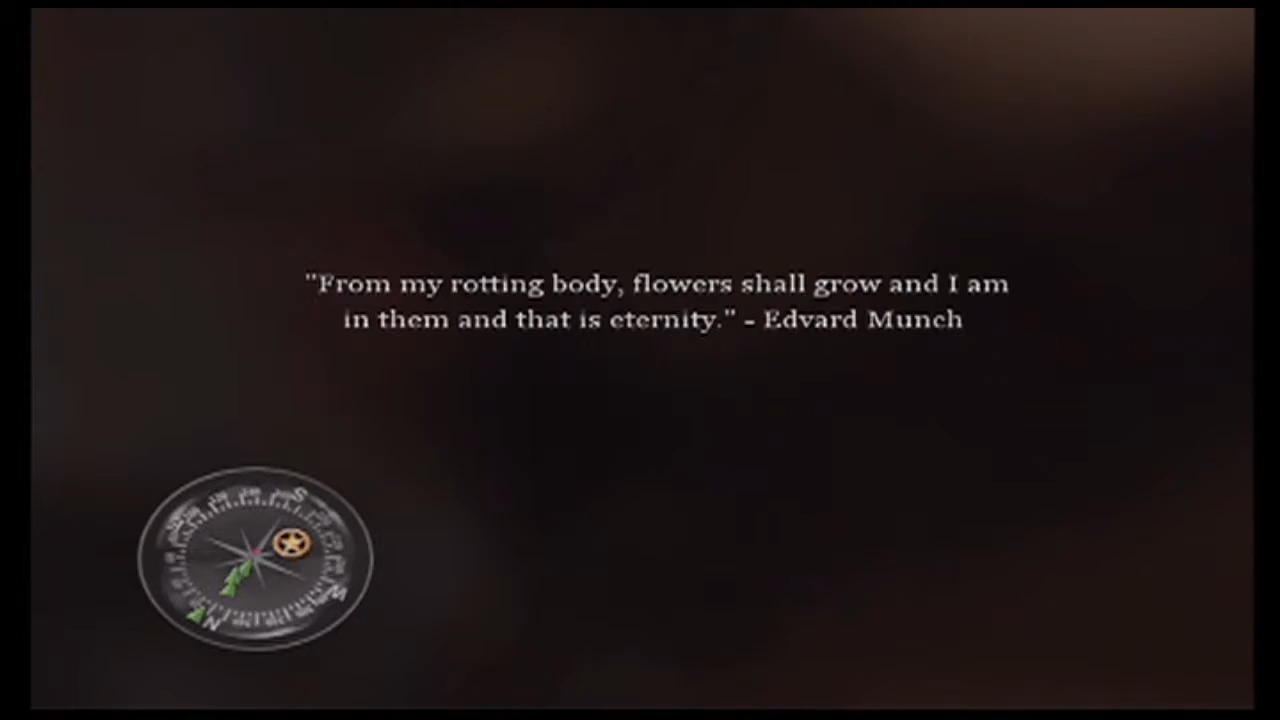 "From my rotting body, flowers shall grow and I am
in them and that is eternity." - Edvard Munch
S
W
N